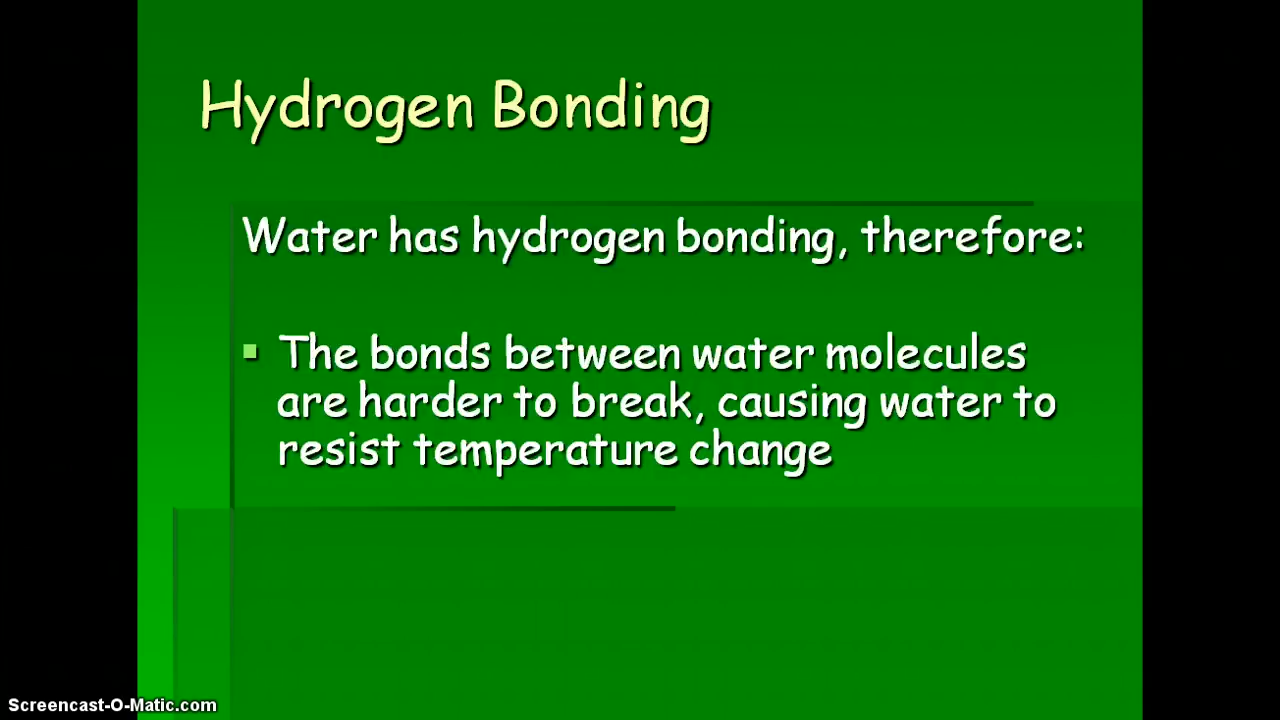 Hydrogen Bonding
Water has hydrogen bonding, therefore:
▪ The bonds between water molecules
are harder to break, causing water to
resist temperature change
Screencast-O-Matic.com